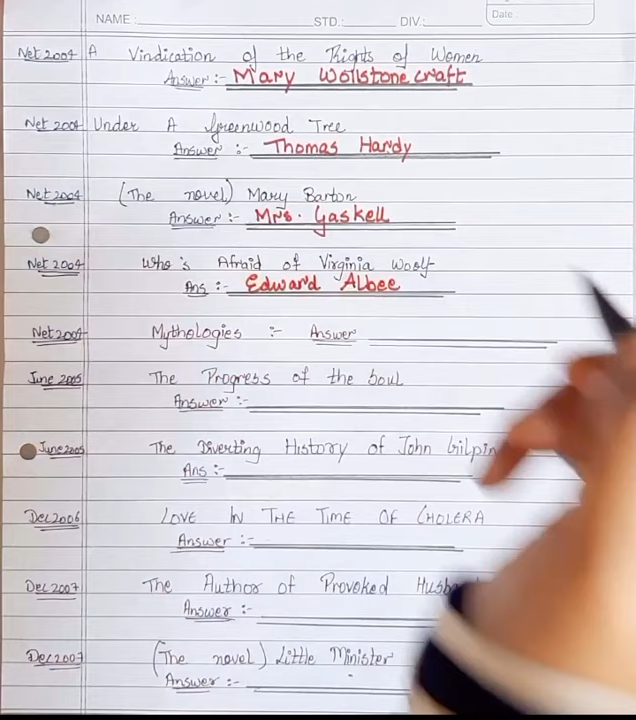 NAME : STD.: DIV.:
Date :
Net 2004 A Vindication of the Rights of Women
Answer :- Mary Wollstone craft
Net 2004 Under A Greenwood Tree
Answer :- Thomas Hardy
Net 2004 (The novel) Mary Barton
Answer :- Mrs. Gaskell
Net 2004 Who's Afraid of Virginia Woolf
Ans :- Edward Albee
Net 2004 Mythologies :- Answer
June 2005 The Progress of the Soul
Answer :-
June 2005 The Diverting History of John Gilpin
Ans :-
Dec 2006 LOVE IN THE TIME OF CHOLERA
Answer :-
Dec 2007 The Author of Provoked
Answer :-
Dec 2007 (The novel) Little Minister
Answer :-